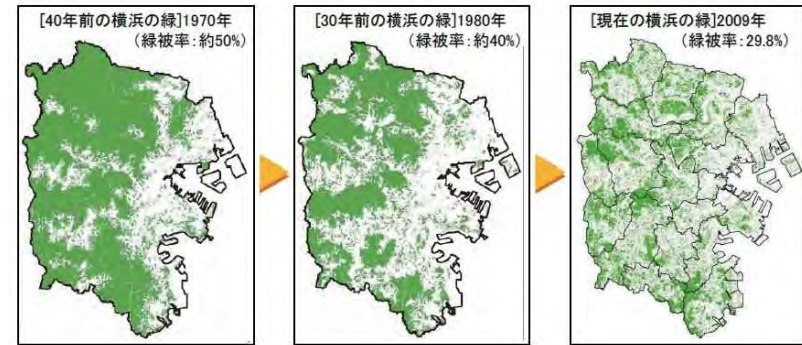 [40年前の横浜の緑]1970年
(緑被率:約50%)
[30年前の横浜の緑]1980年
(緑被率:約40%)
[現在の横浜の緑]2009年
(緑被率:29.8%)